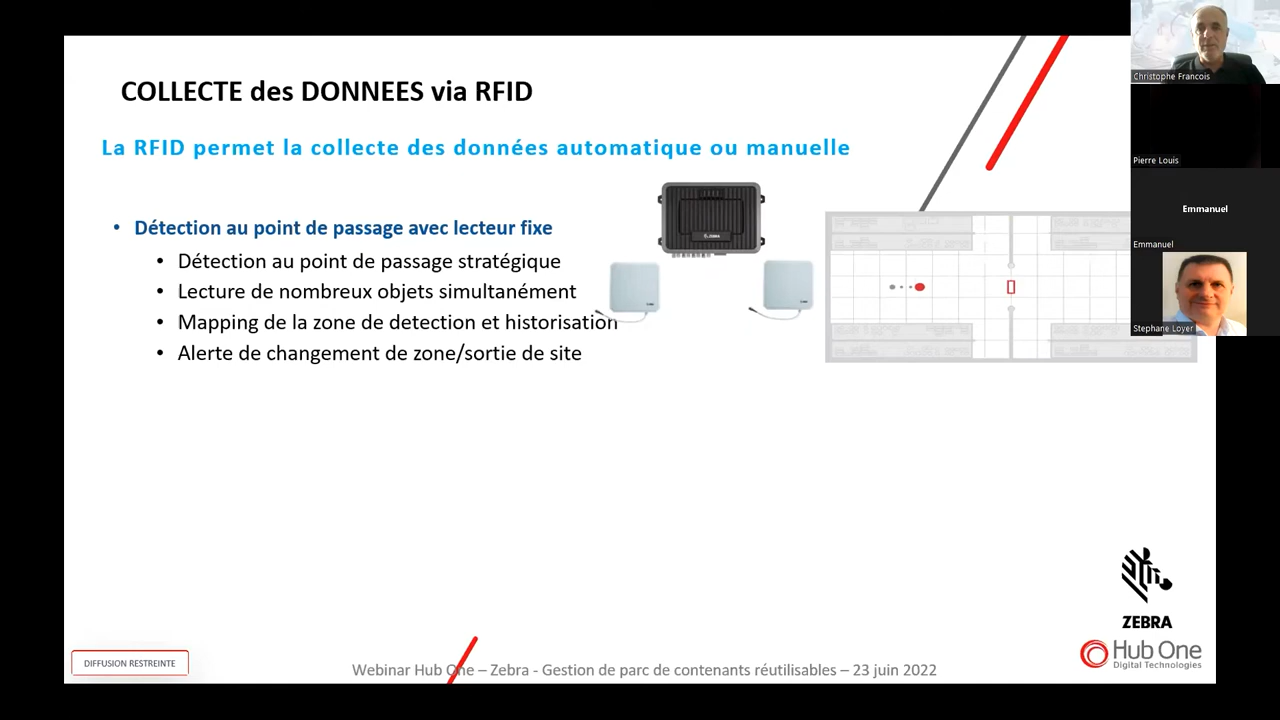 COLLECTE des DONNEES via RFID
La RFID permet la collecte des données automatique ou manuelle
• Détection au point de passage avec lecteur fixe
• Détection au point de passage stratégique
• Lecture de nombreux objets simultanément
• Mapping de la zone de detection et historisation
• Alerte de changement de zone/sortie de site
ZEBRA
Christophe Francois
Pierre Louis
Emmanuel
Emmanuel
Stephane Loyer
ZEBRA
Hub One
Digital Technologies
DIFFUSION RESTREINTE
Webinar Hub One – Zebra - Gestion de parc de contenants réutilisables – 23 juin 2022